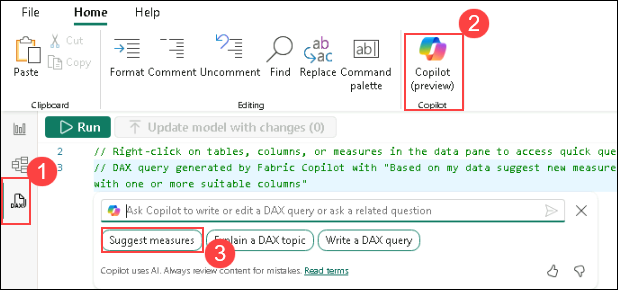 File Home Help
2
Paste
Cut
Copy
Format Comment Uncomment Find Replace Command palette
Copilot (preview)
Clipboard Editing Copilot
Run Update model with changes (0)
2 // Right-click on tables, columns, or measures in the data pane to access quick que
1
3 // DAX query generated by Fabric Copilot with "Based on my data suggest new measure
with one or more suitable columns"
DAX
Ask Copilot to write or edit a DAX query or ask a related question
Suggest measures Explain a DAX topic Write a DAX query
3
Copilot uses AI. Always review content for mistakes. Read terms